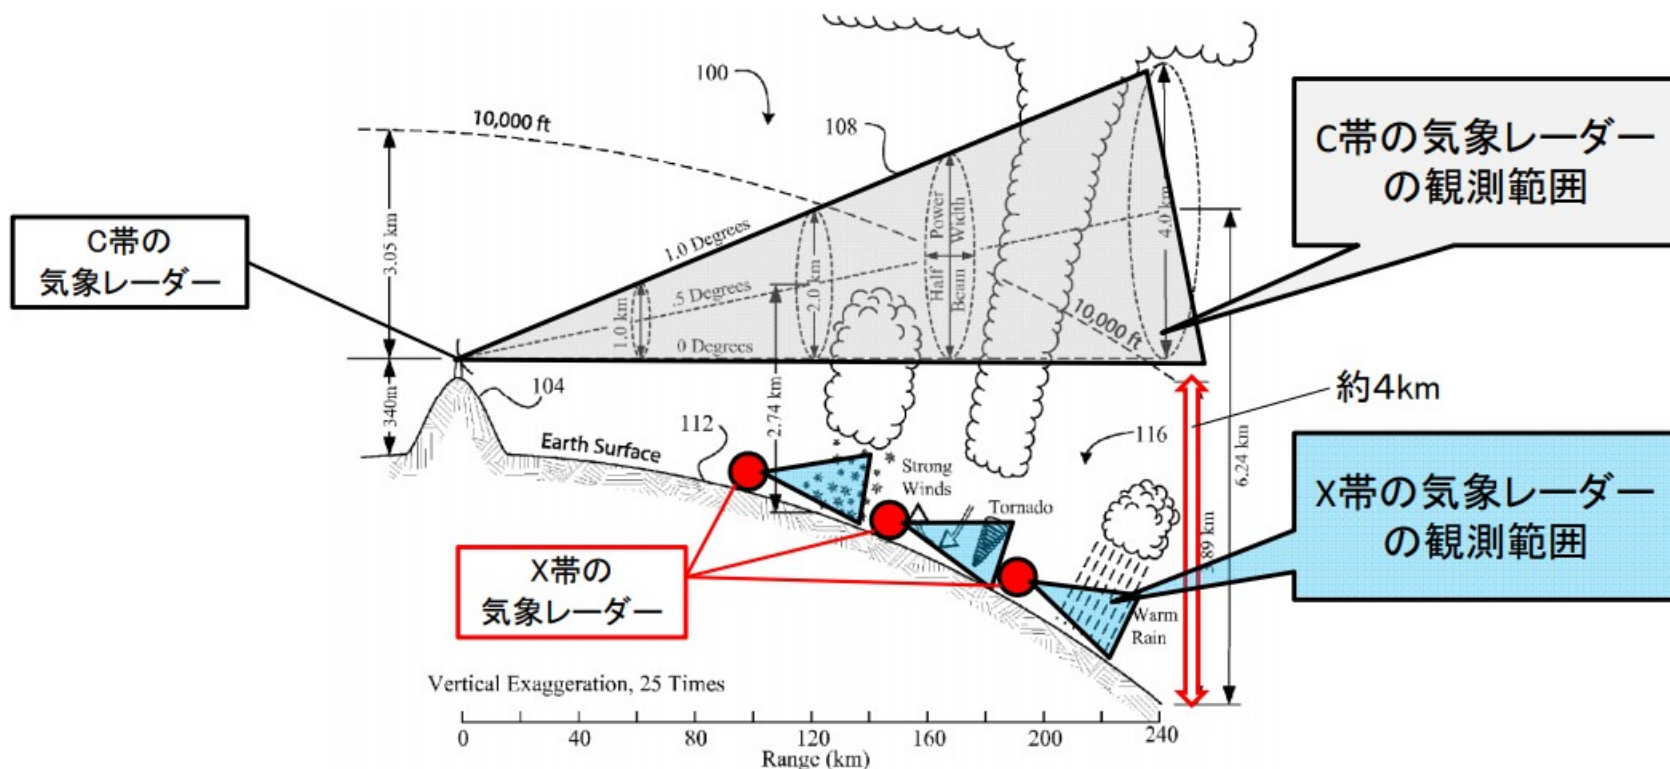 100
10,000 ft
108
C帯の気象レーダー
の観測範囲
C帯の
気象レーダー
3.05 km
1.0 Degrees
.5 Degrees
0 Degrees
1.0 km
2.0 km
Half Power
Beam Width
4.0 km
10,000 ft
340m
104
2.74 km
約4km
6.24 km
112
116
Earth Surface
Strong
Winds
Tornado
X帯の気象レーダー
の観測範囲
89 km
X帯の
気象レーダー
Warm
Rain
Vertical Exaggeration, 25 Times
0 40 80 120 160 200 240
Range (km)